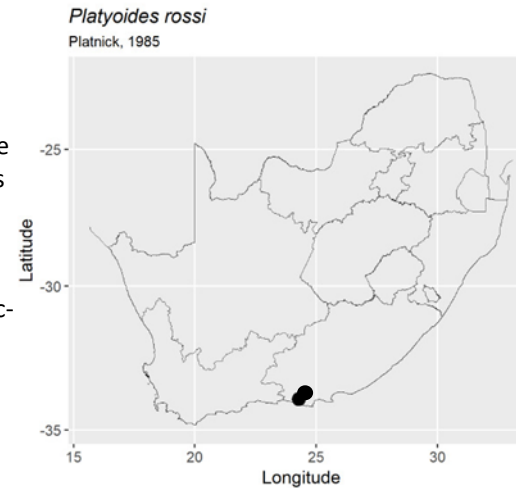 Platyoides rossi
Platnick, 1985
e
s
c-
Latitude
-25
-30
-35
15 20 25 30
Longitude